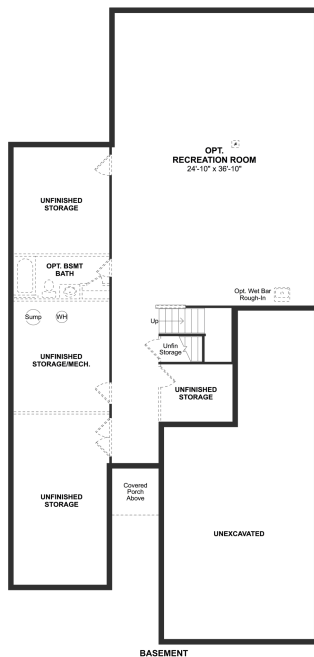 OPT.
RECREATION ROOM
24'-10" x 36'-10"
UNFINISHED
STORAGE
OPT. BSMT
BATH
Opt. Wet Bar
Rough-In
Sump
WH
Up
Unfin
Storage
UNFINISHED
STORAGE/MECH.
UNFINISHED
STORAGE
Covered
Porch
Above
UNFINISHED
STORAGE
UNEXCAVATED
BASEMENT